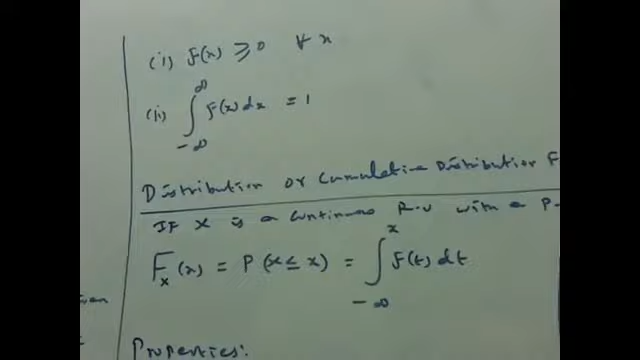 (i) f(x) ≥ 0 ∀ x
(ii) ∫_{-∞}^{∞} f(x) dx = 1
Distribution or Cumulative Distribution F
If X is a continuous R.V with a P.
F_x(x) = P(X ≤ x) = ∫_{-∞}^{x} f(t) dt
Properties: